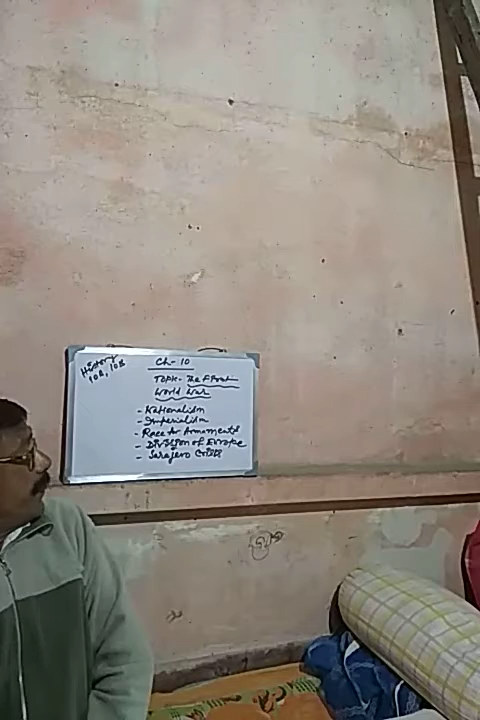 History
10A, 10B
Ch- 10
Topic- The First
World War
- Nationalism
- Imperialism
- Race for Armaments
- Division of Europe
- Sarajevo Crisis